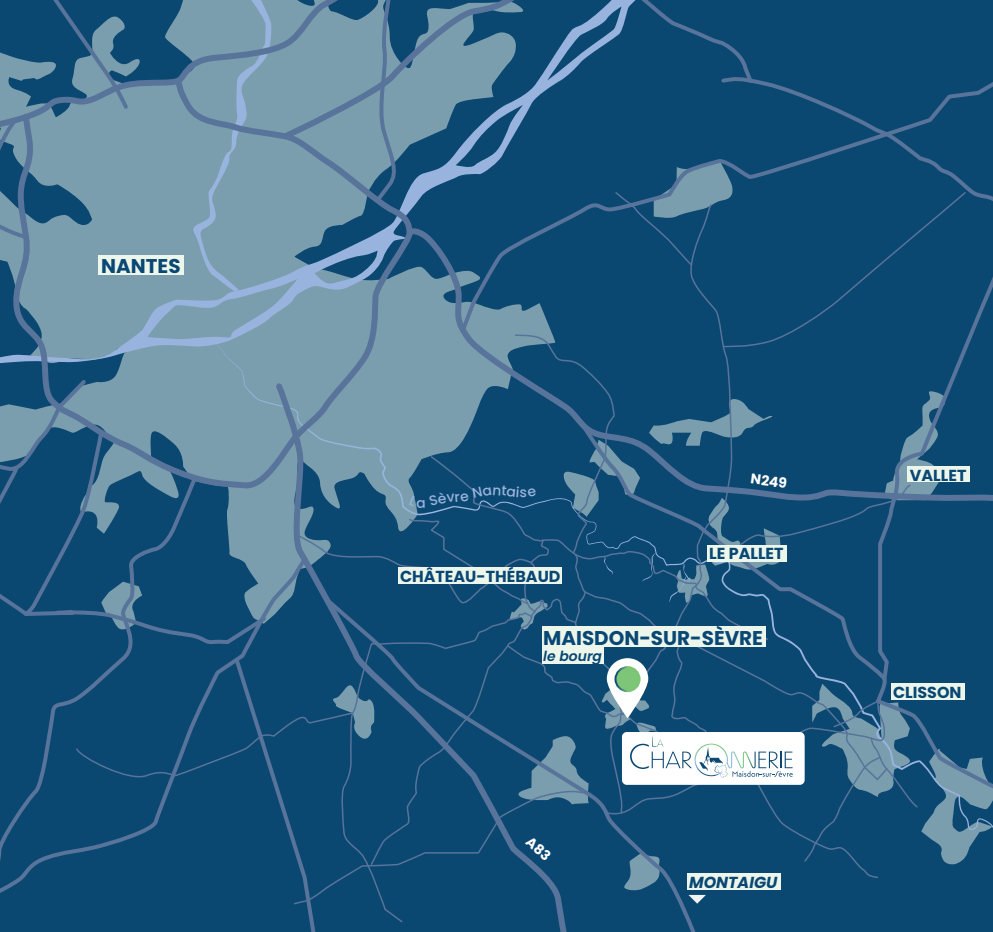 NANTES
VALLET
N249
La Sèvre Nantaise
LE PALLET
CHÂTEAU-THÉBAUD
MAISDON-SUR-SÈVRE
le bourg
CLISSON
LA
CHARONNERIE
Maisdon-sur-Sèvre
A83
MONTAIGU